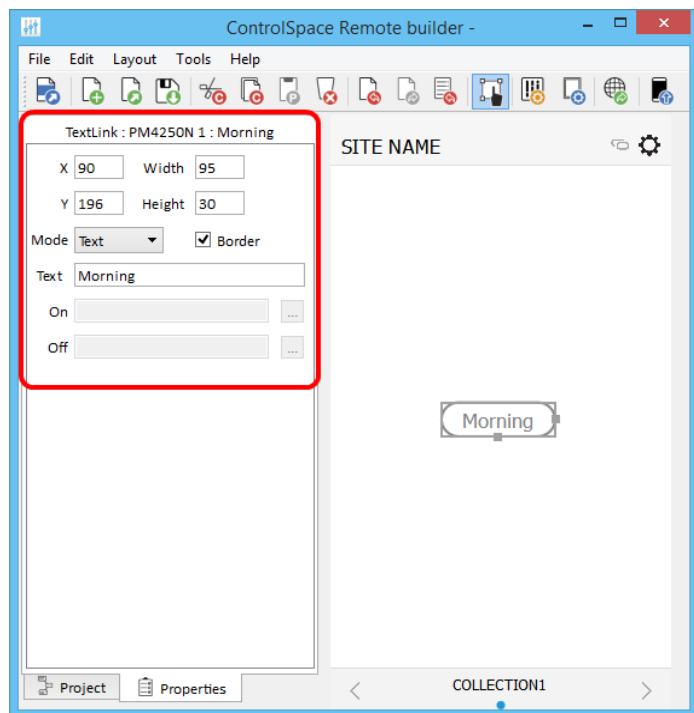 ControlSpace Remote builder -
File Edit Layout Tools Help
TextLink : PM4250N 1 : Morning
X 90 Width 95
Y 196 Height 30
Mode Text Border
Text Morning
On ...
Off ...
SITE NAME
Morning
Project Properties
COLLECTION1